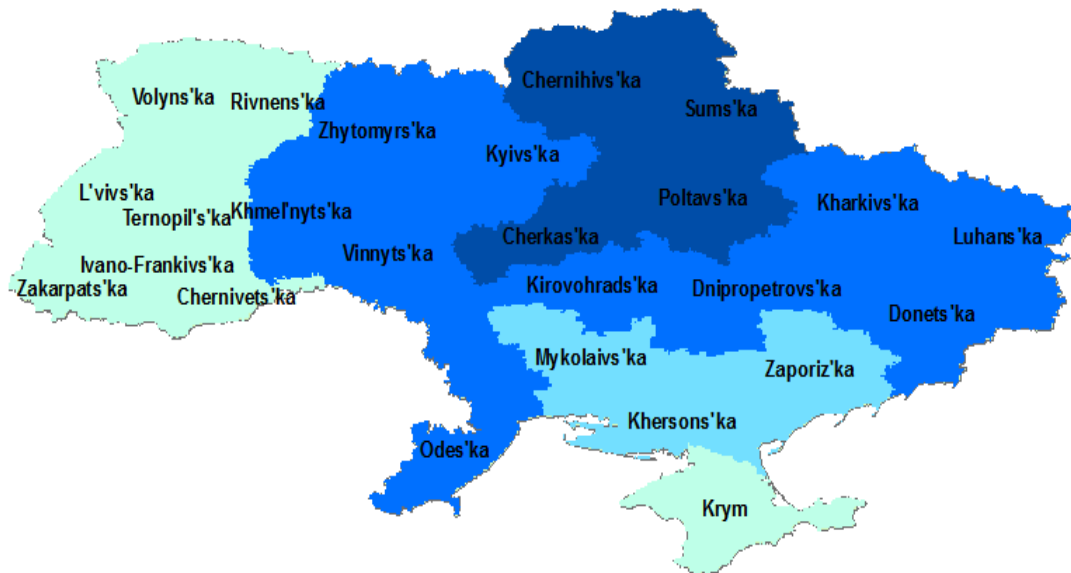 Chernihivs'ka
Volyns'ka
Rivnens'ka
Sums'ka
Zhytomyrs'ka
Kyivs'ka
L'vivs'ka
Poltavs'ka
Kharkivs'ka
Ternopil's'ka
Khmel'nyts'ka
Cherkas'ka
Luhans'ka
Vinnyts'ka
Ivano-Frankivs'ka
Zakarpats'ka
Chernivets'ka
Kirovohrads'ka
Dnipropetrovs'ka
Donets'ka
Mykolaivs'ka
Zaporiz'ka
Khersons'ka
Odes'ka
Krym